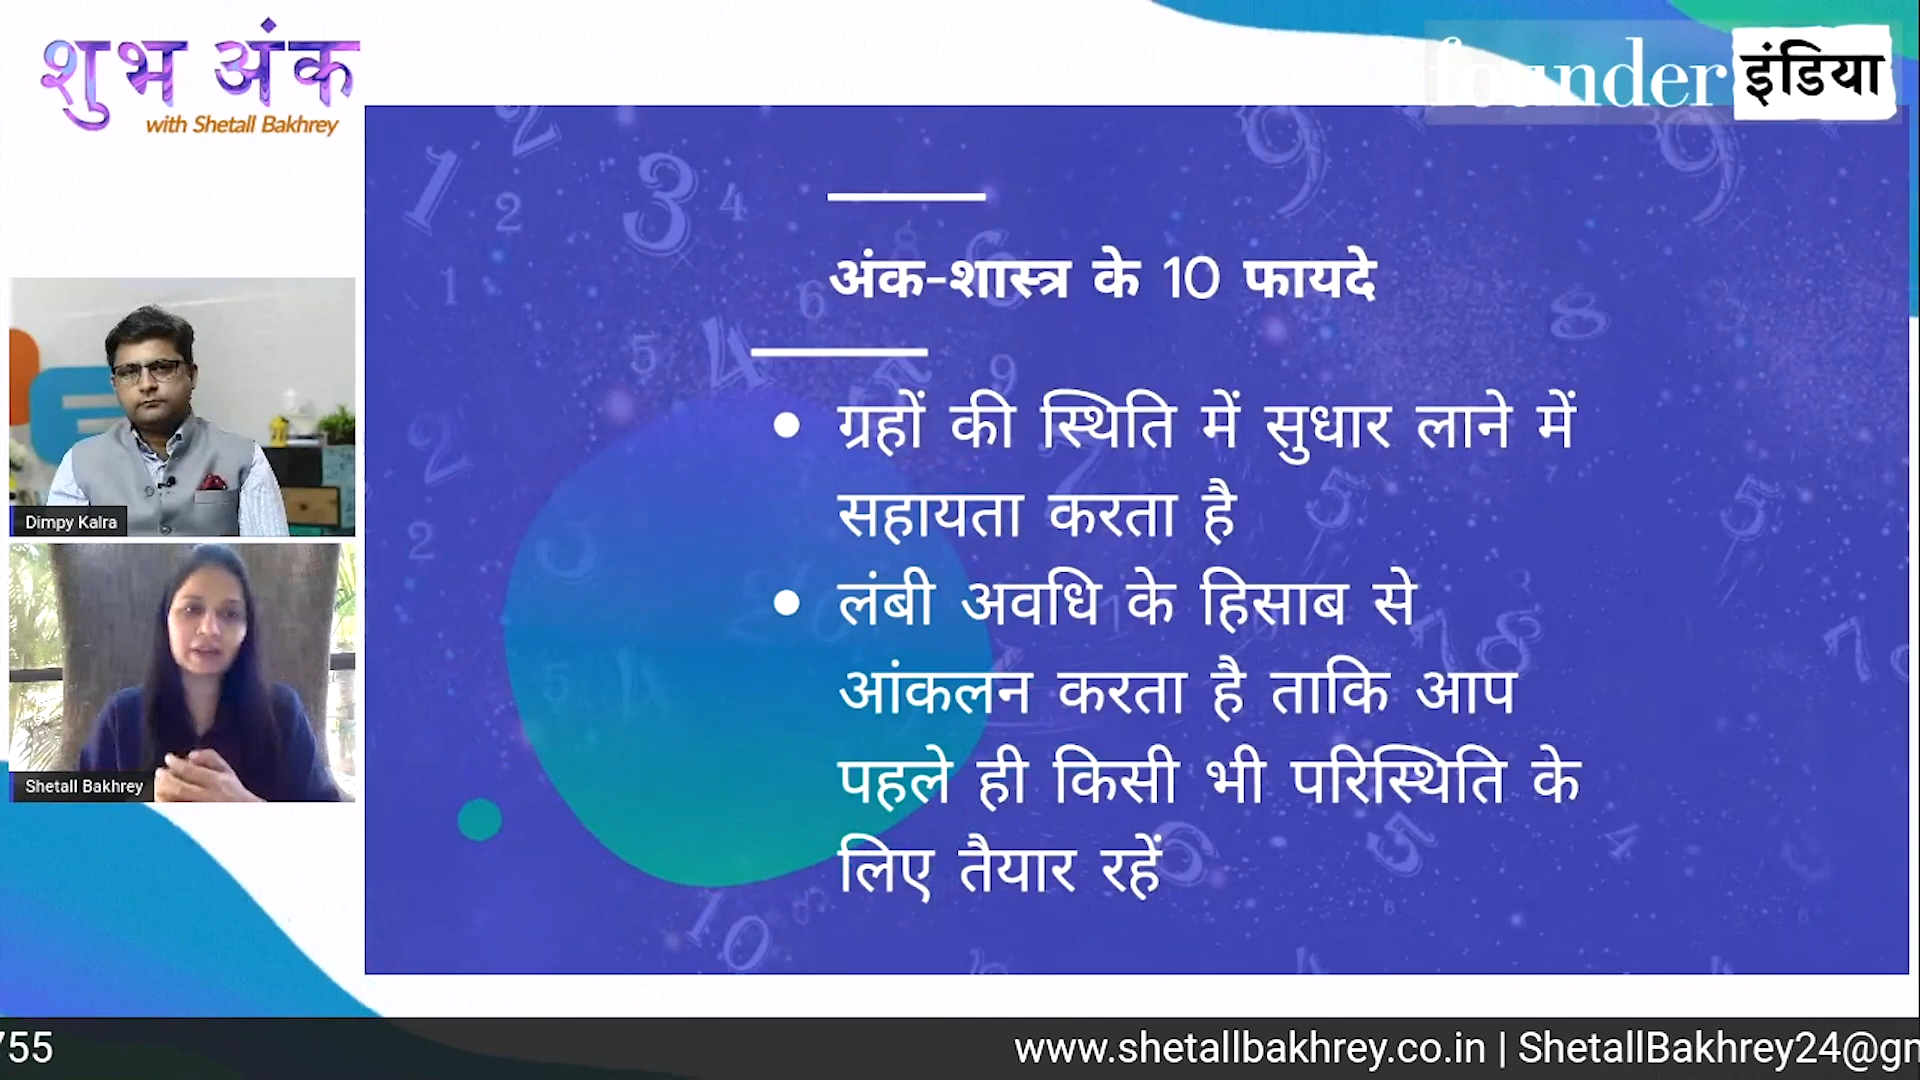 शुभ अंक
with Shetall Bakhrey
founder इंडिया
अंक-शास्त्र के 10 फायदे
• ग्रहों की स्थिति में सुधार लाने में
सहायता करता है
• लंबी अवधि के हिसाब से
आंकलन करता है ताकि आप
पहले ही किसी भी परिस्थिति के
लिए तैयार रहें
Dimpy Kalra
Shetall Bakhrey
755 www.shetallbakhrey.co.in | ShetallBakhrey24@gm